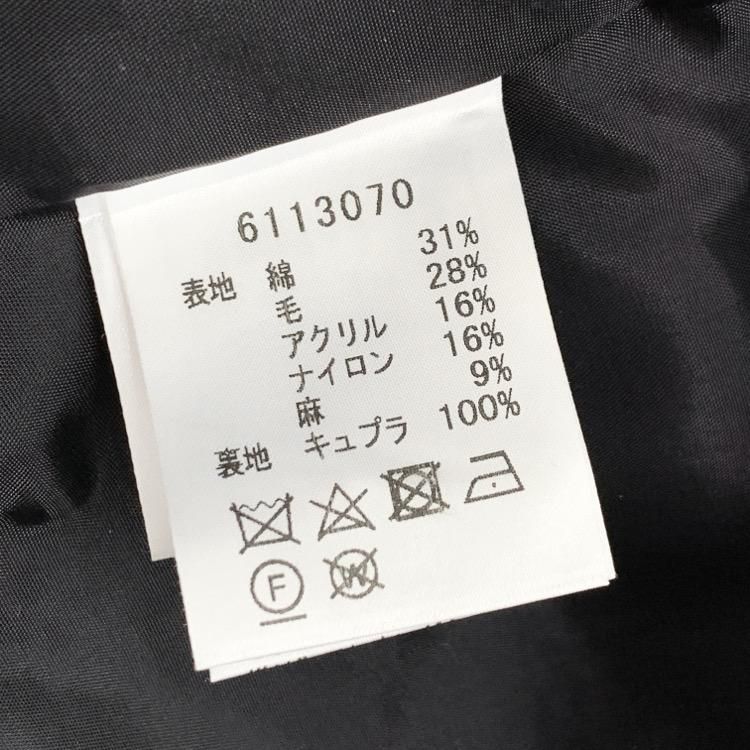 6113070
表地 綿 31%
毛 28%
アクリル 16%
ナイロン 16%
麻 9%
裏地 キュプラ 100%
F W